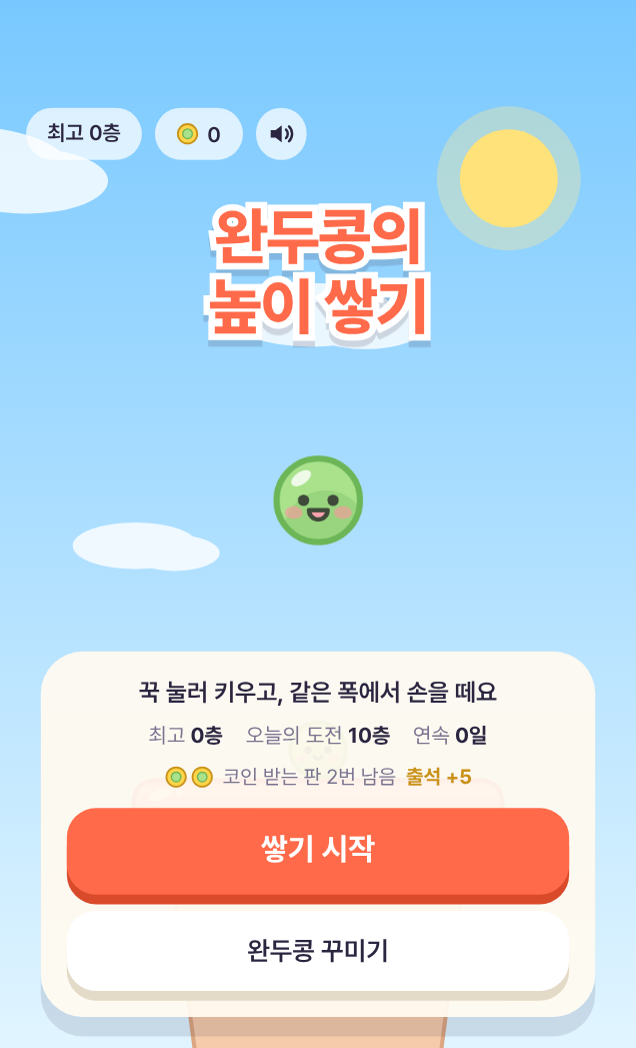 최고 0층 0
완두콩의
높이 쌓기
꾹 눌러 키우고, 같은 폭에서 손을 떼요
최고 0층 오늘의 도전 10층 연속 0일
코인 받는 판 2번 남음 출석 +5
쌓기 시작
완두콩 꾸미기